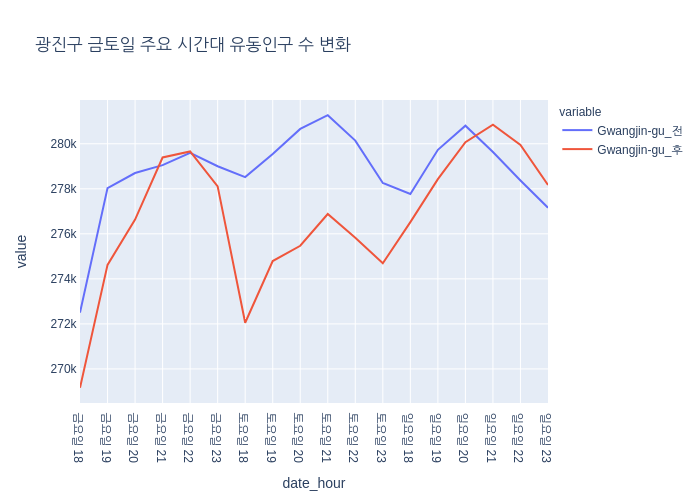 광진구 금토일 주요 시간대 유동인구 수 변화
variable
Gwangjin-gu_전
Gwangjin-gu_후
value
280k
278k
276k
274k
272k
270k
금요일 18
금요일 19
금요일 20
금요일 21
금요일 22
금요일 23
토요일 18
토요일 19
토요일 20
토요일 21
토요일 22
토요일 23
일요일 18
일요일 19
일요일 20
일요일 21
일요일 22
일요일 23
date_hour